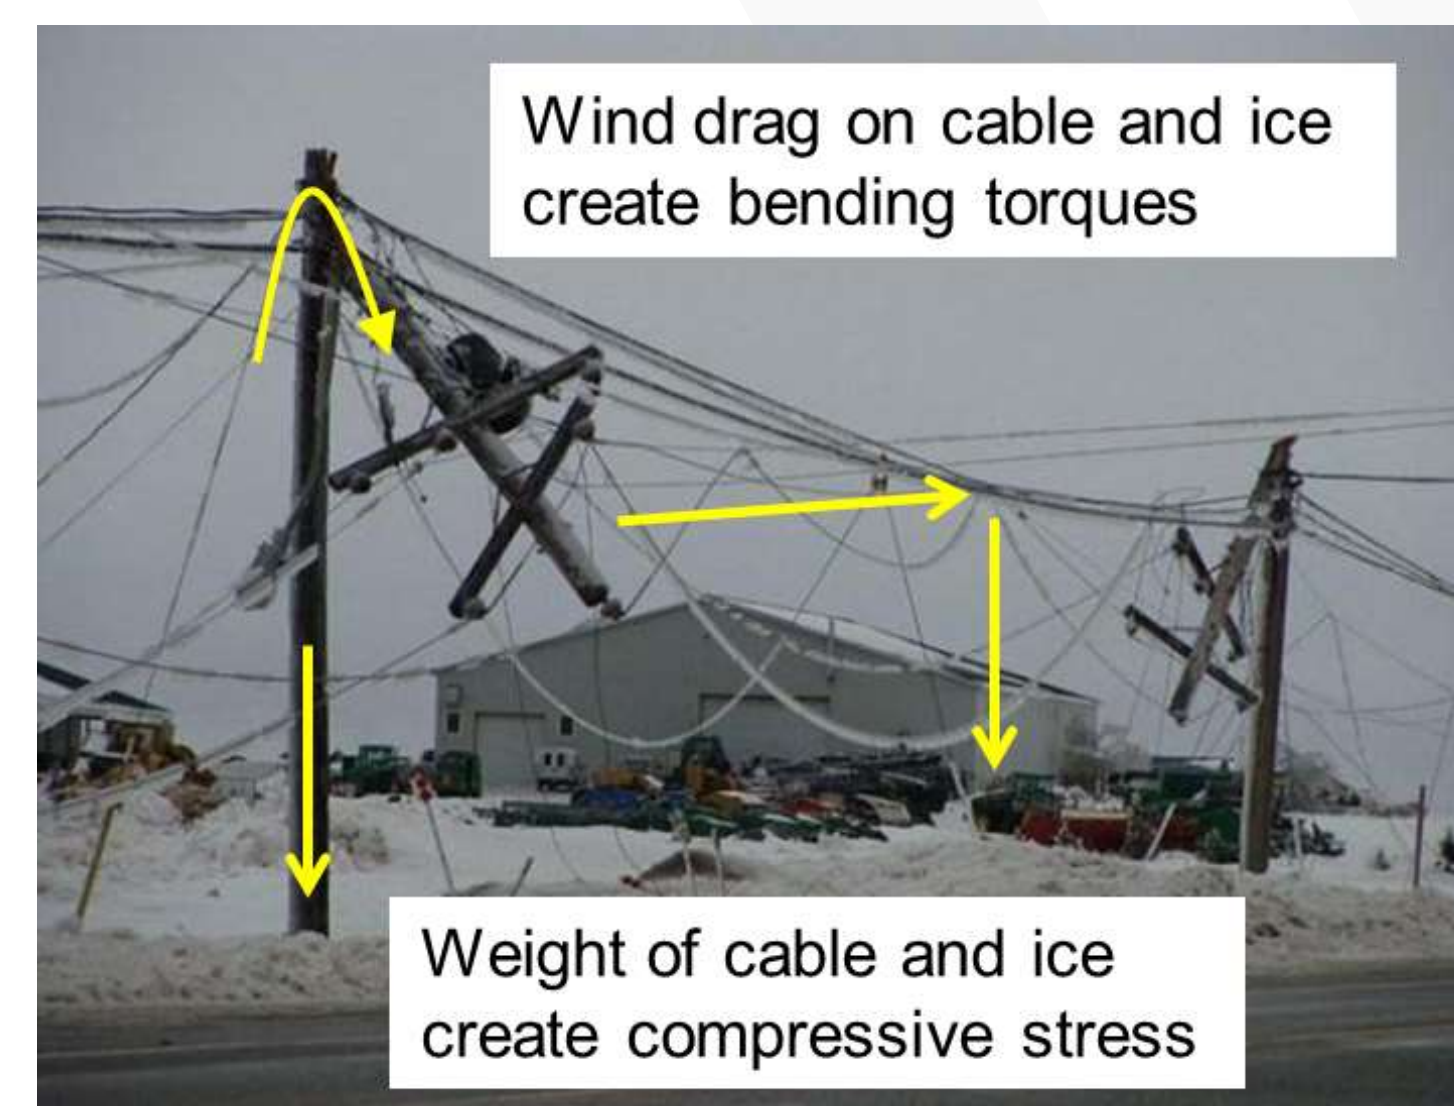 Wind drag on cable and ice
create bending torques
Weight of cable and ice
create compressive stress